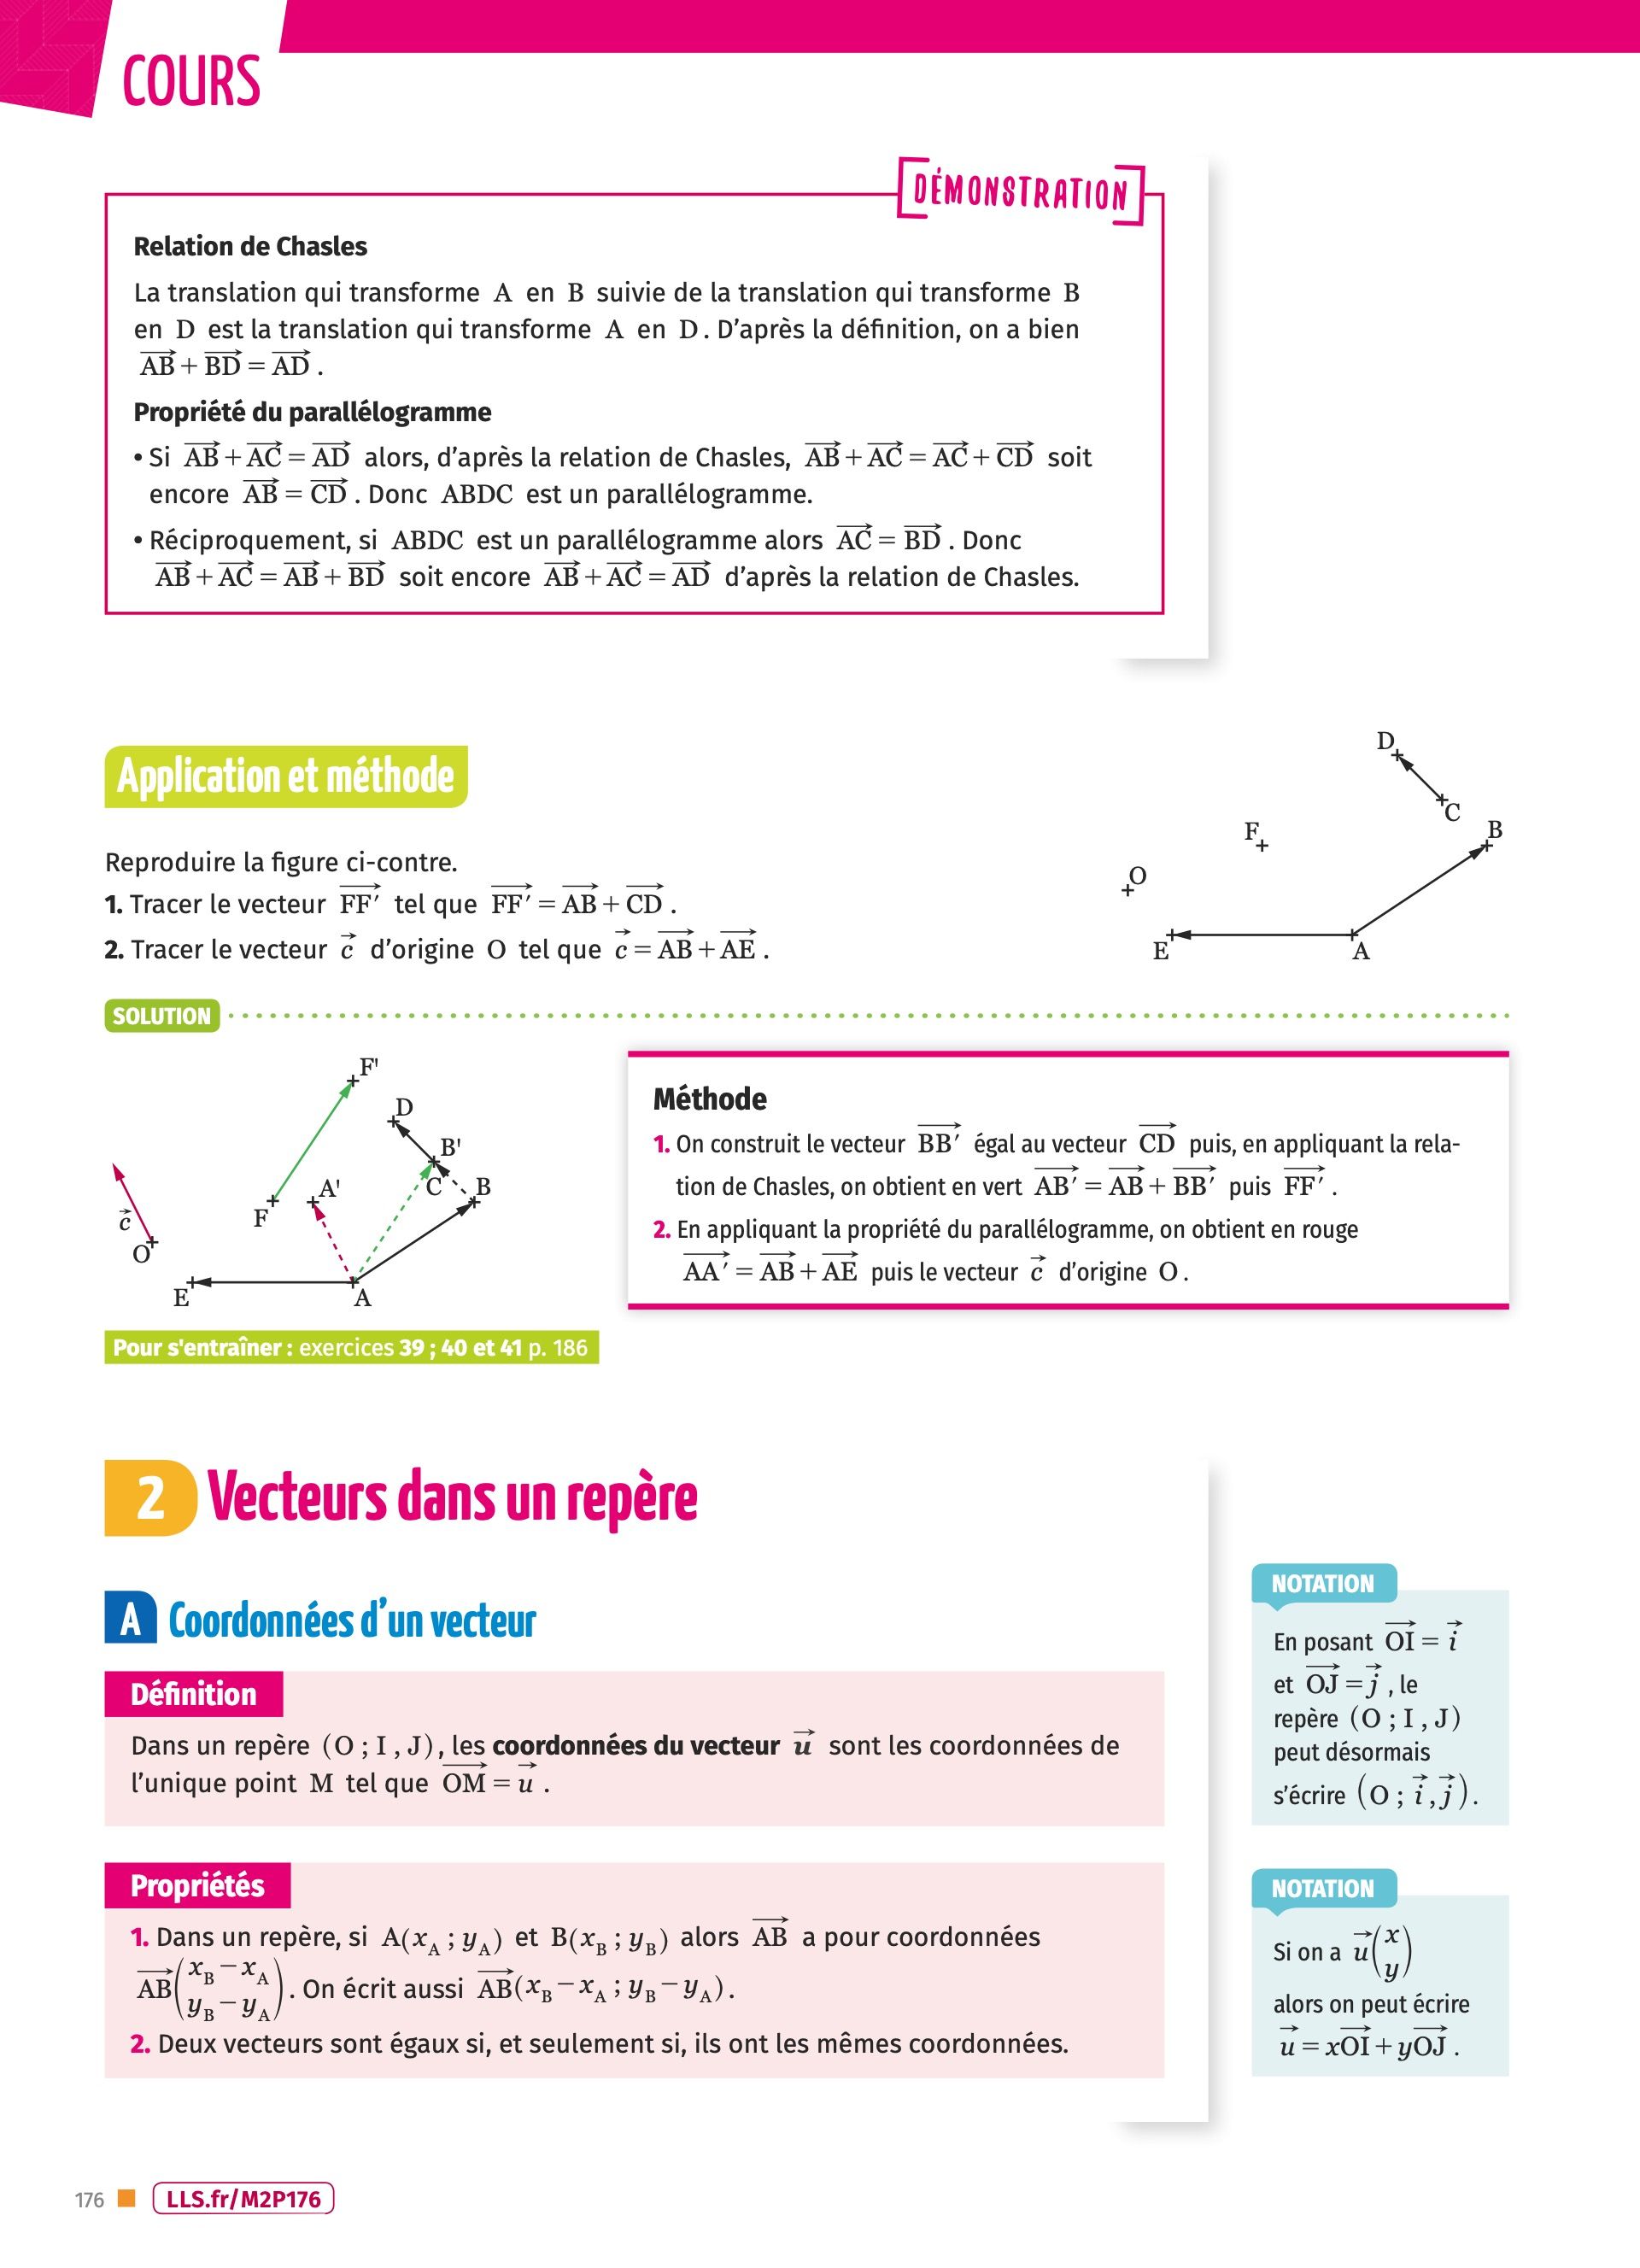 COURS
DÉMONSTRATION
Relation de Chasles
La translation qui transforme A en B suivie de la translation qui transforme B
en D est la translation qui transforme A en D. D’après la définition, on a bien
$\overrightarrow{AB} + \overrightarrow{BD} = \overrightarrow{AD}$.
Propriété du parallélogramme
• Si $\overrightarrow{AB} + \overrightarrow{AC} = \overrightarrow{AD}$ alors, d’après la relation de Chasles, $\overrightarrow{AB} + \overrightarrow{AC} = \overrightarrow{AC} + \overrightarrow{CD}$ soit
encore $\overrightarrow{AB} = \overrightarrow{CD}$. Donc ABDC est un parallélogramme.
• Réciproquement, si ABDC est un parallélogramme alors $\overrightarrow{AC} = \overrightarrow{BD}$. Donc
$\overrightarrow{AB} + \overrightarrow{AC} = \overrightarrow{AB} + \overrightarrow{BD}$ soit encore $\overrightarrow{AB} + \overrightarrow{AC} = \overrightarrow{AD}$ d’après la relation de Chasles.
Application et méthode
Reproduire la figure ci-contre.
1. Tracer le vecteur $\overrightarrow{FF'}$ tel que $\overrightarrow{FF'} = \overrightarrow{AB} + \overrightarrow{CD}$.
2. Tracer le vecteur $\vec{c}$ d’origine O tel que $\vec{c} = \overrightarrow{AB} + \overrightarrow{AE}$.
D
C
B
F
O
E
A
SOLUTION
F'
D
B'
A'
C
B
F
$\vec{c}$
O
E
A
Méthode
1. On construit le vecteur $\overrightarrow{BB'}$ égal au vecteur $\overrightarrow{CD}$ puis, en appliquant la rela-
tion de Chasles, on obtient en vert $\overrightarrow{AB'} = \overrightarrow{AB} + \overrightarrow{BB'}$ puis $\overrightarrow{FF'}$.
2. En appliquant la propriété du parallélogramme, on obtient en rouge
$\overrightarrow{AA'} = \overrightarrow{AB} + \overrightarrow{AE}$ puis le vecteur $\vec{c}$ d’origine O.
Pour s'entraîner : exercices 39 ; 40 et 41 p. 186
2 Vecteurs dans un repère
A Coordonnées d’un vecteur
Définition
Dans un repère (O ; I , J), les coordonnées du vecteur $\vec{u}$ sont les coordonnées de
l’unique point M tel que $\overrightarrow{OM} = \vec{u}$.
Propriétés
1. Dans un repère, si $A(x_A ; y_A)$ et $B(x_B ; y_B)$ alors $\overrightarrow{AB}$ a pour coordonnées
$\overrightarrow{AB}\begin{pmatrix} x_B - x_A \\ y_B - y_A \end{pmatrix}$. On écrit aussi $\overrightarrow{AB}(x_B - x_A ; y_B - y_A)$.
2. Deux vecteurs sont égaux si, et seulement si, ils ont les mêmes coordonnées.
NOTATION
En posant $\overrightarrow{OI} = \vec{i}$
et $\overrightarrow{OJ} = \vec{j}$, le
repère (O ; I , J)
peut désormais
s’écrire $(O ; \vec{i}, \vec{j})$.
NOTATION
Si on a $\vec{u}\begin{pmatrix} x \\ y \end{pmatrix}$
alors on peut écrire
$\vec{u} = x\overrightarrow{OI} + y\overrightarrow{OJ}$.
176
LLS.fr/M2P176